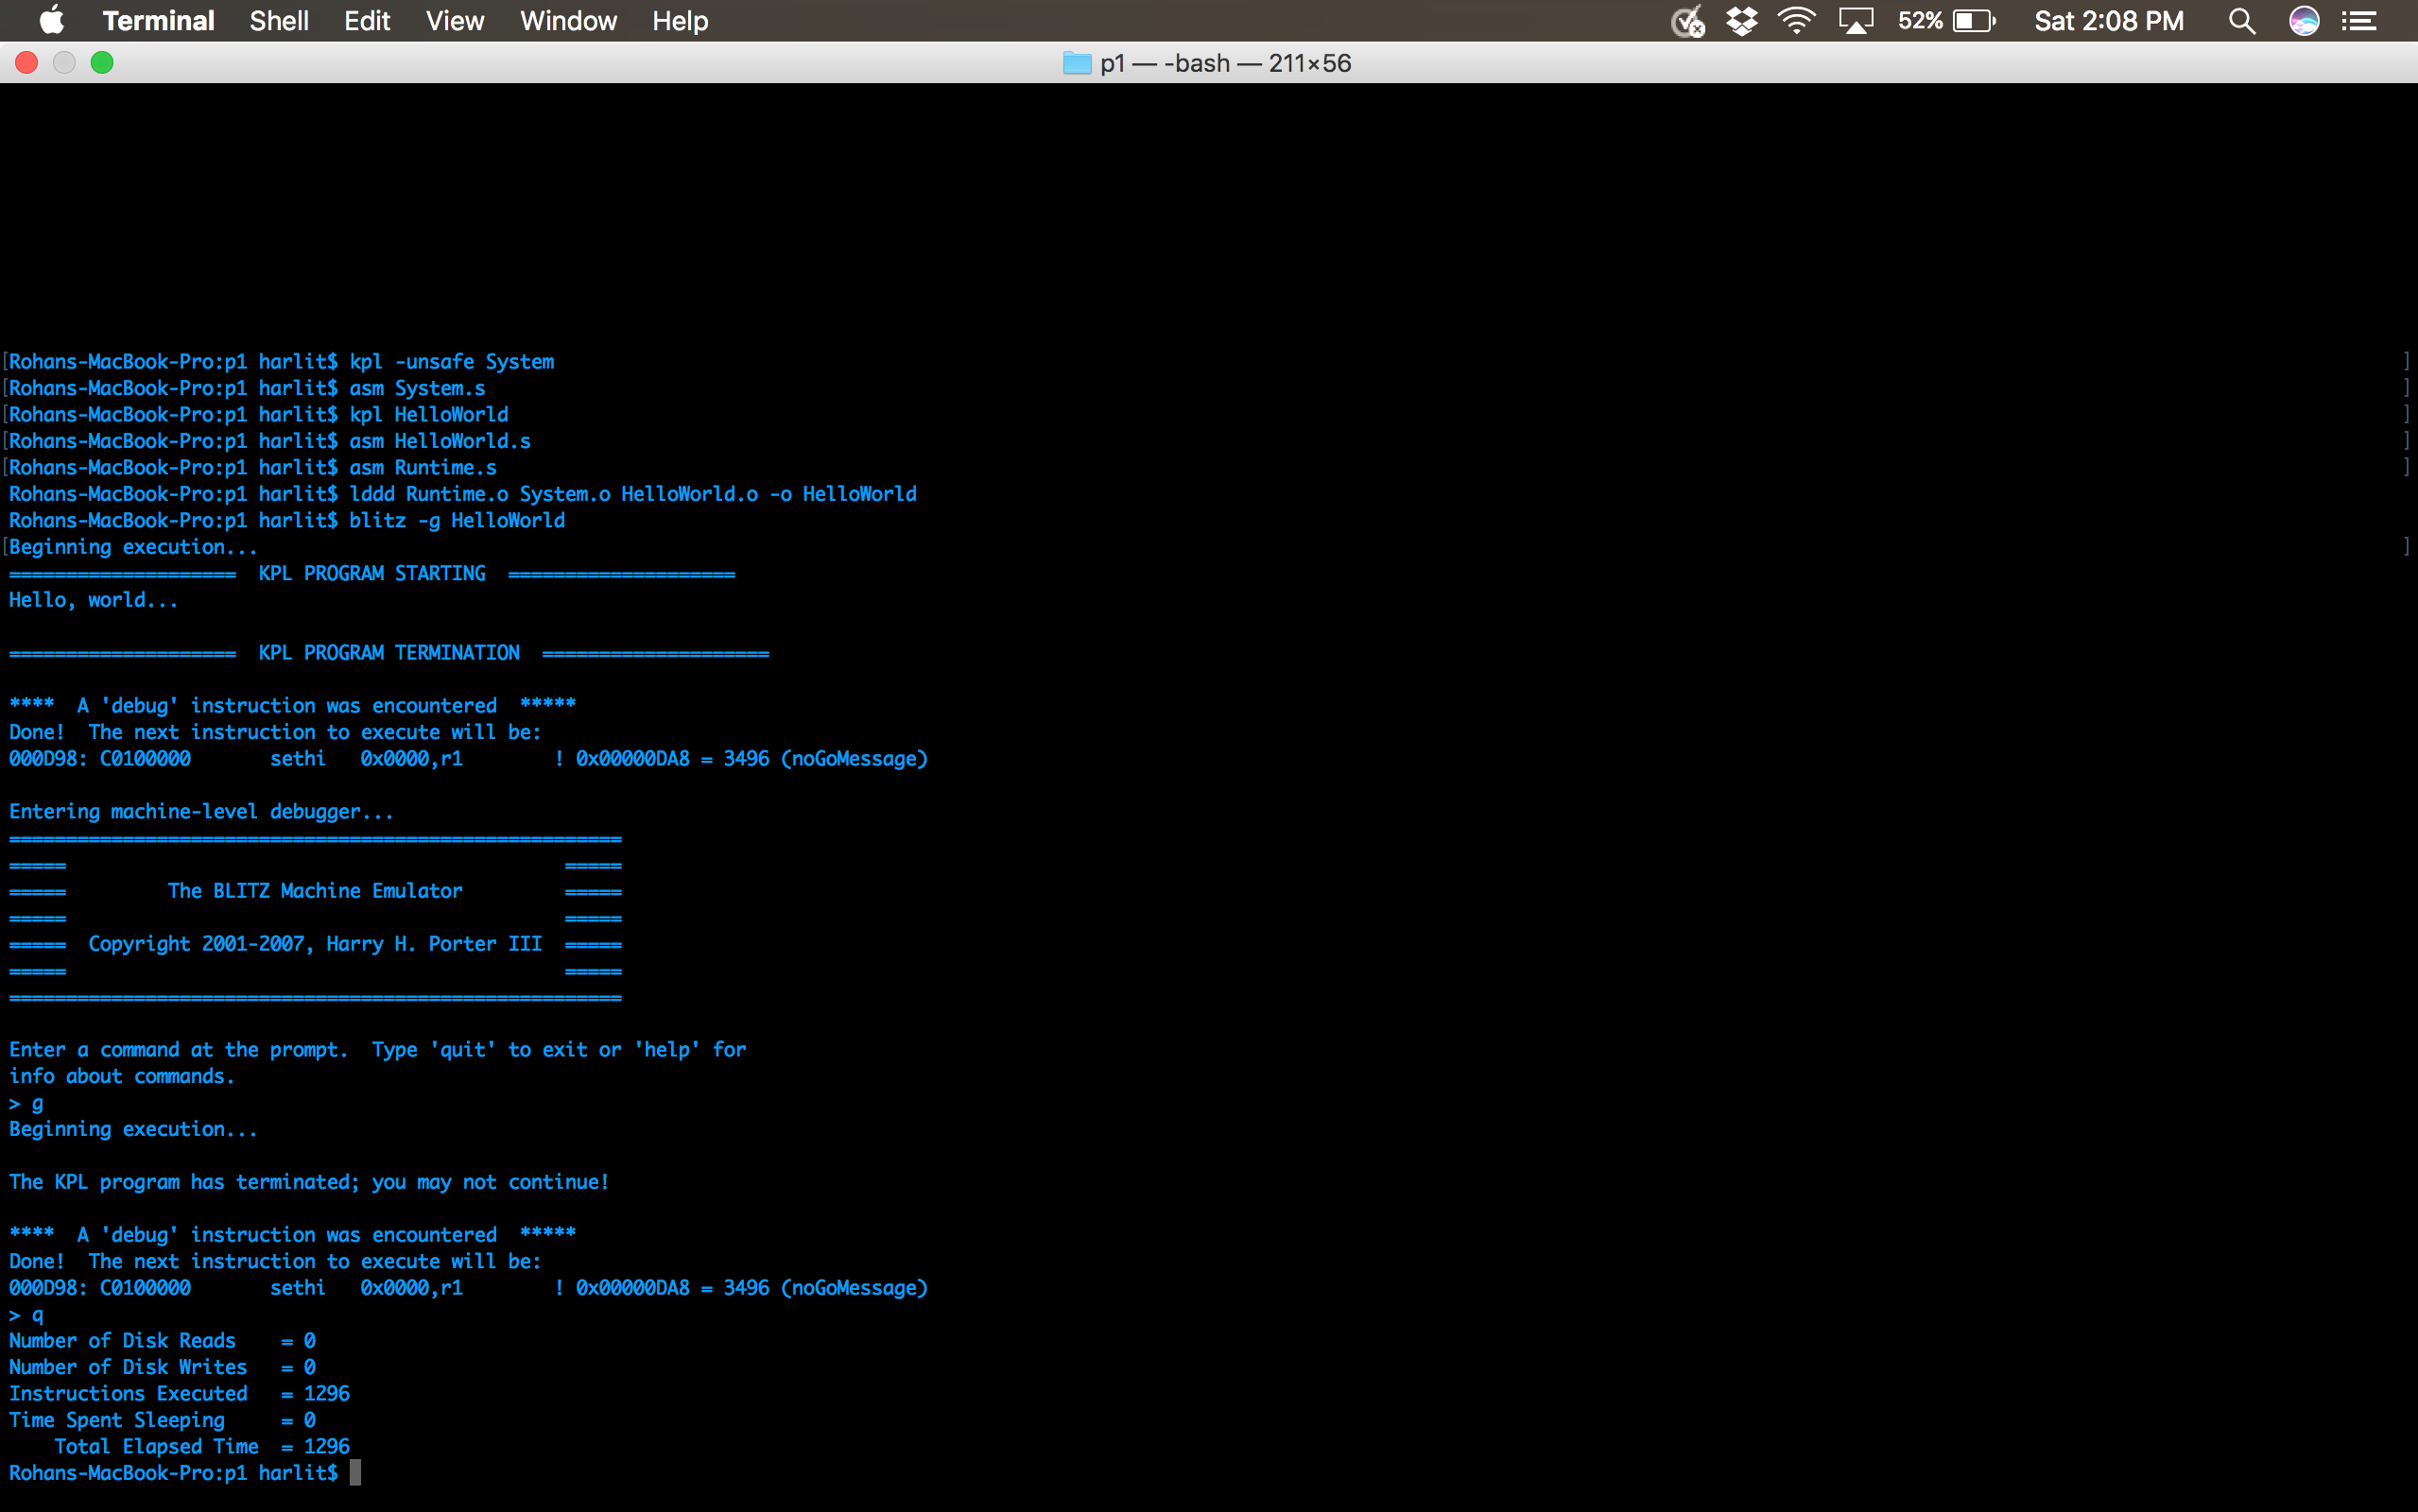 Terminal Shell Edit View Window Help 52% Sat 2:08 PM
p1 — -bash — 211×56
[Rohans-MacBook-Pro:p1 harlit$ kpl -unsafe System ]
[Rohans-MacBook-Pro:p1 harlit$ asm System.s ]
[Rohans-MacBook-Pro:p1 harlit$ kpl HelloWorld ]
[Rohans-MacBook-Pro:p1 harlit$ asm HelloWorld.s ]
[Rohans-MacBook-Pro:p1 harlit$ asm Runtime.s ]
Rohans-MacBook-Pro:p1 harlit$ lddd Runtime.o System.o HelloWorld.o -o HelloWorld
Rohans-MacBook-Pro:p1 harlit$ blitz -g HelloWorld
[Beginning execution... ]
====================  KPL PROGRAM STARTING  ====================
Hello, world...
====================  KPL PROGRAM TERMINATION  ====================
****  A 'debug' instruction was encountered  *****
Done!  The next instruction to execute will be:
000D98: C0100000       sethi   0x0000,r1        ! 0x00000DA8 = 3496 (noGoMessage)
Entering machine-level debugger...
======================================================
=====                                            =====
=====         The BLITZ Machine Emulator         =====
=====                                            =====
=====  Copyright 2001-2007, Harry H. Porter III  =====
=====                                            =====
======================================================
Enter a command at the prompt.  Type 'quit' to exit or 'help' for
info about commands.
> g
Beginning execution...
The KPL program has terminated; you may not continue!
****  A 'debug' instruction was encountered  *****
Done!  The next instruction to execute will be:
000D98: C0100000       sethi   0x0000,r1        ! 0x00000DA8 = 3496 (noGoMessage)
> q
Number of Disk Reads    = 0
Number of Disk Writes   = 0
Instructions Executed   = 1296
Time Spent Sleeping     = 0
    Total Elapsed Time  = 1296
Rohans-MacBook-Pro:p1 harlit$